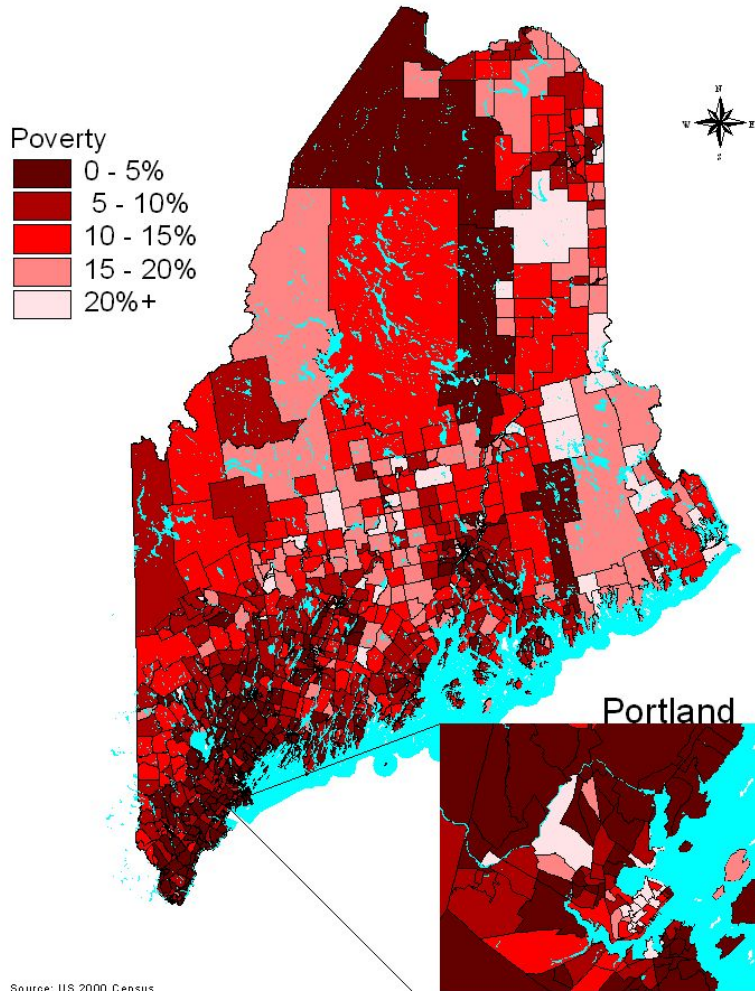 N
W E
S
Poverty
0 - 5%
5 - 10%
10 - 15%
15 - 20%
20%+
Portland
Source: US 2000 Census